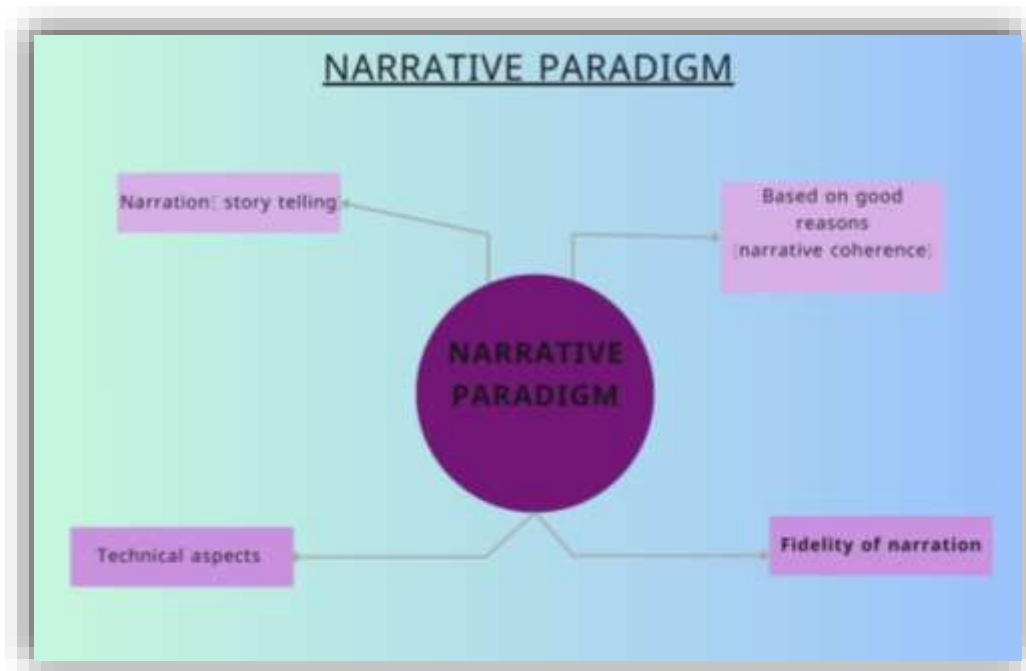 NARRATIVE PARADIGM
Narration( story telling)
Based on good
reasons
(narrative coherence)
NARRATIVE
PARADIGM
Technical aspects
Fidelity of narration